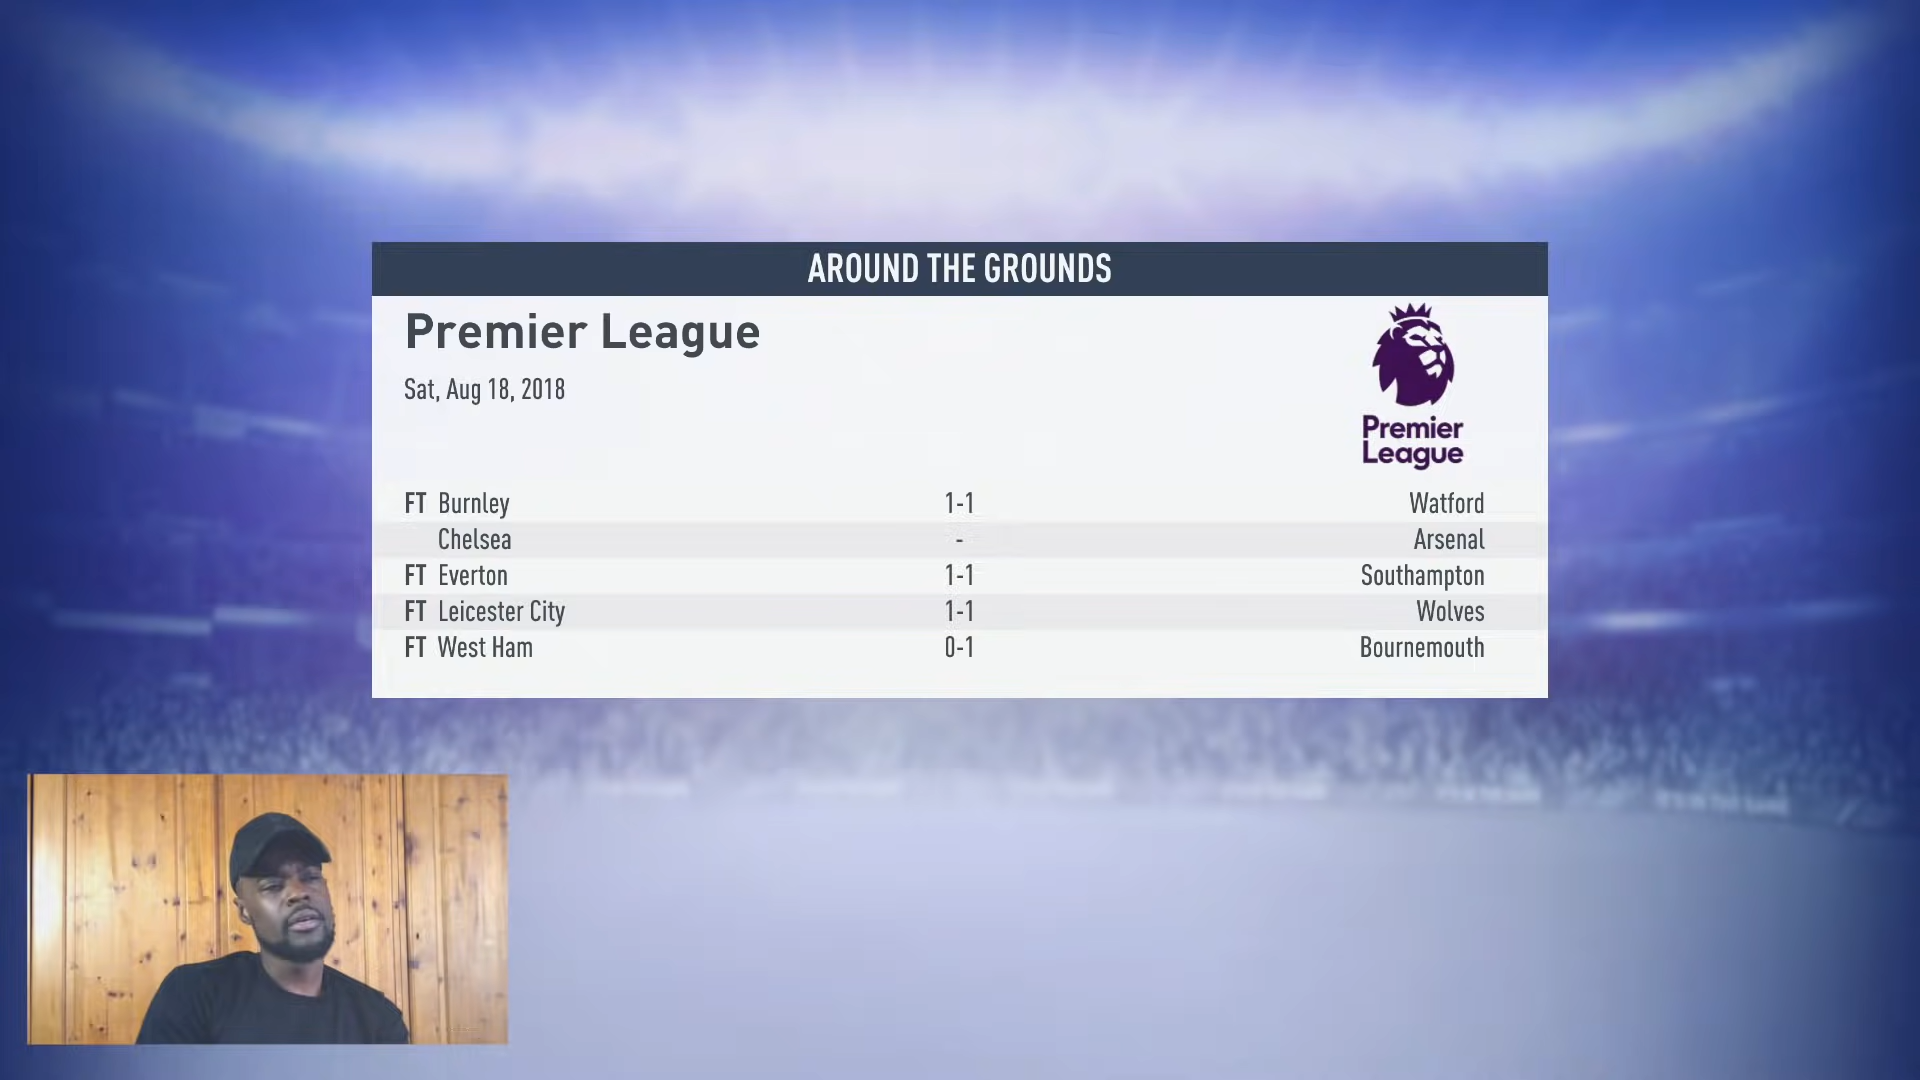 AROUND THE GROUNDS
Premier League
Sat, Aug 18, 2018
Premier
League
FT Burnley 1-1 Watford
Chelsea - Arsenal
FT Everton 1-1 Southampton
FT Leicester City 1-1 Wolves
FT West Ham 0-1 Bournemouth